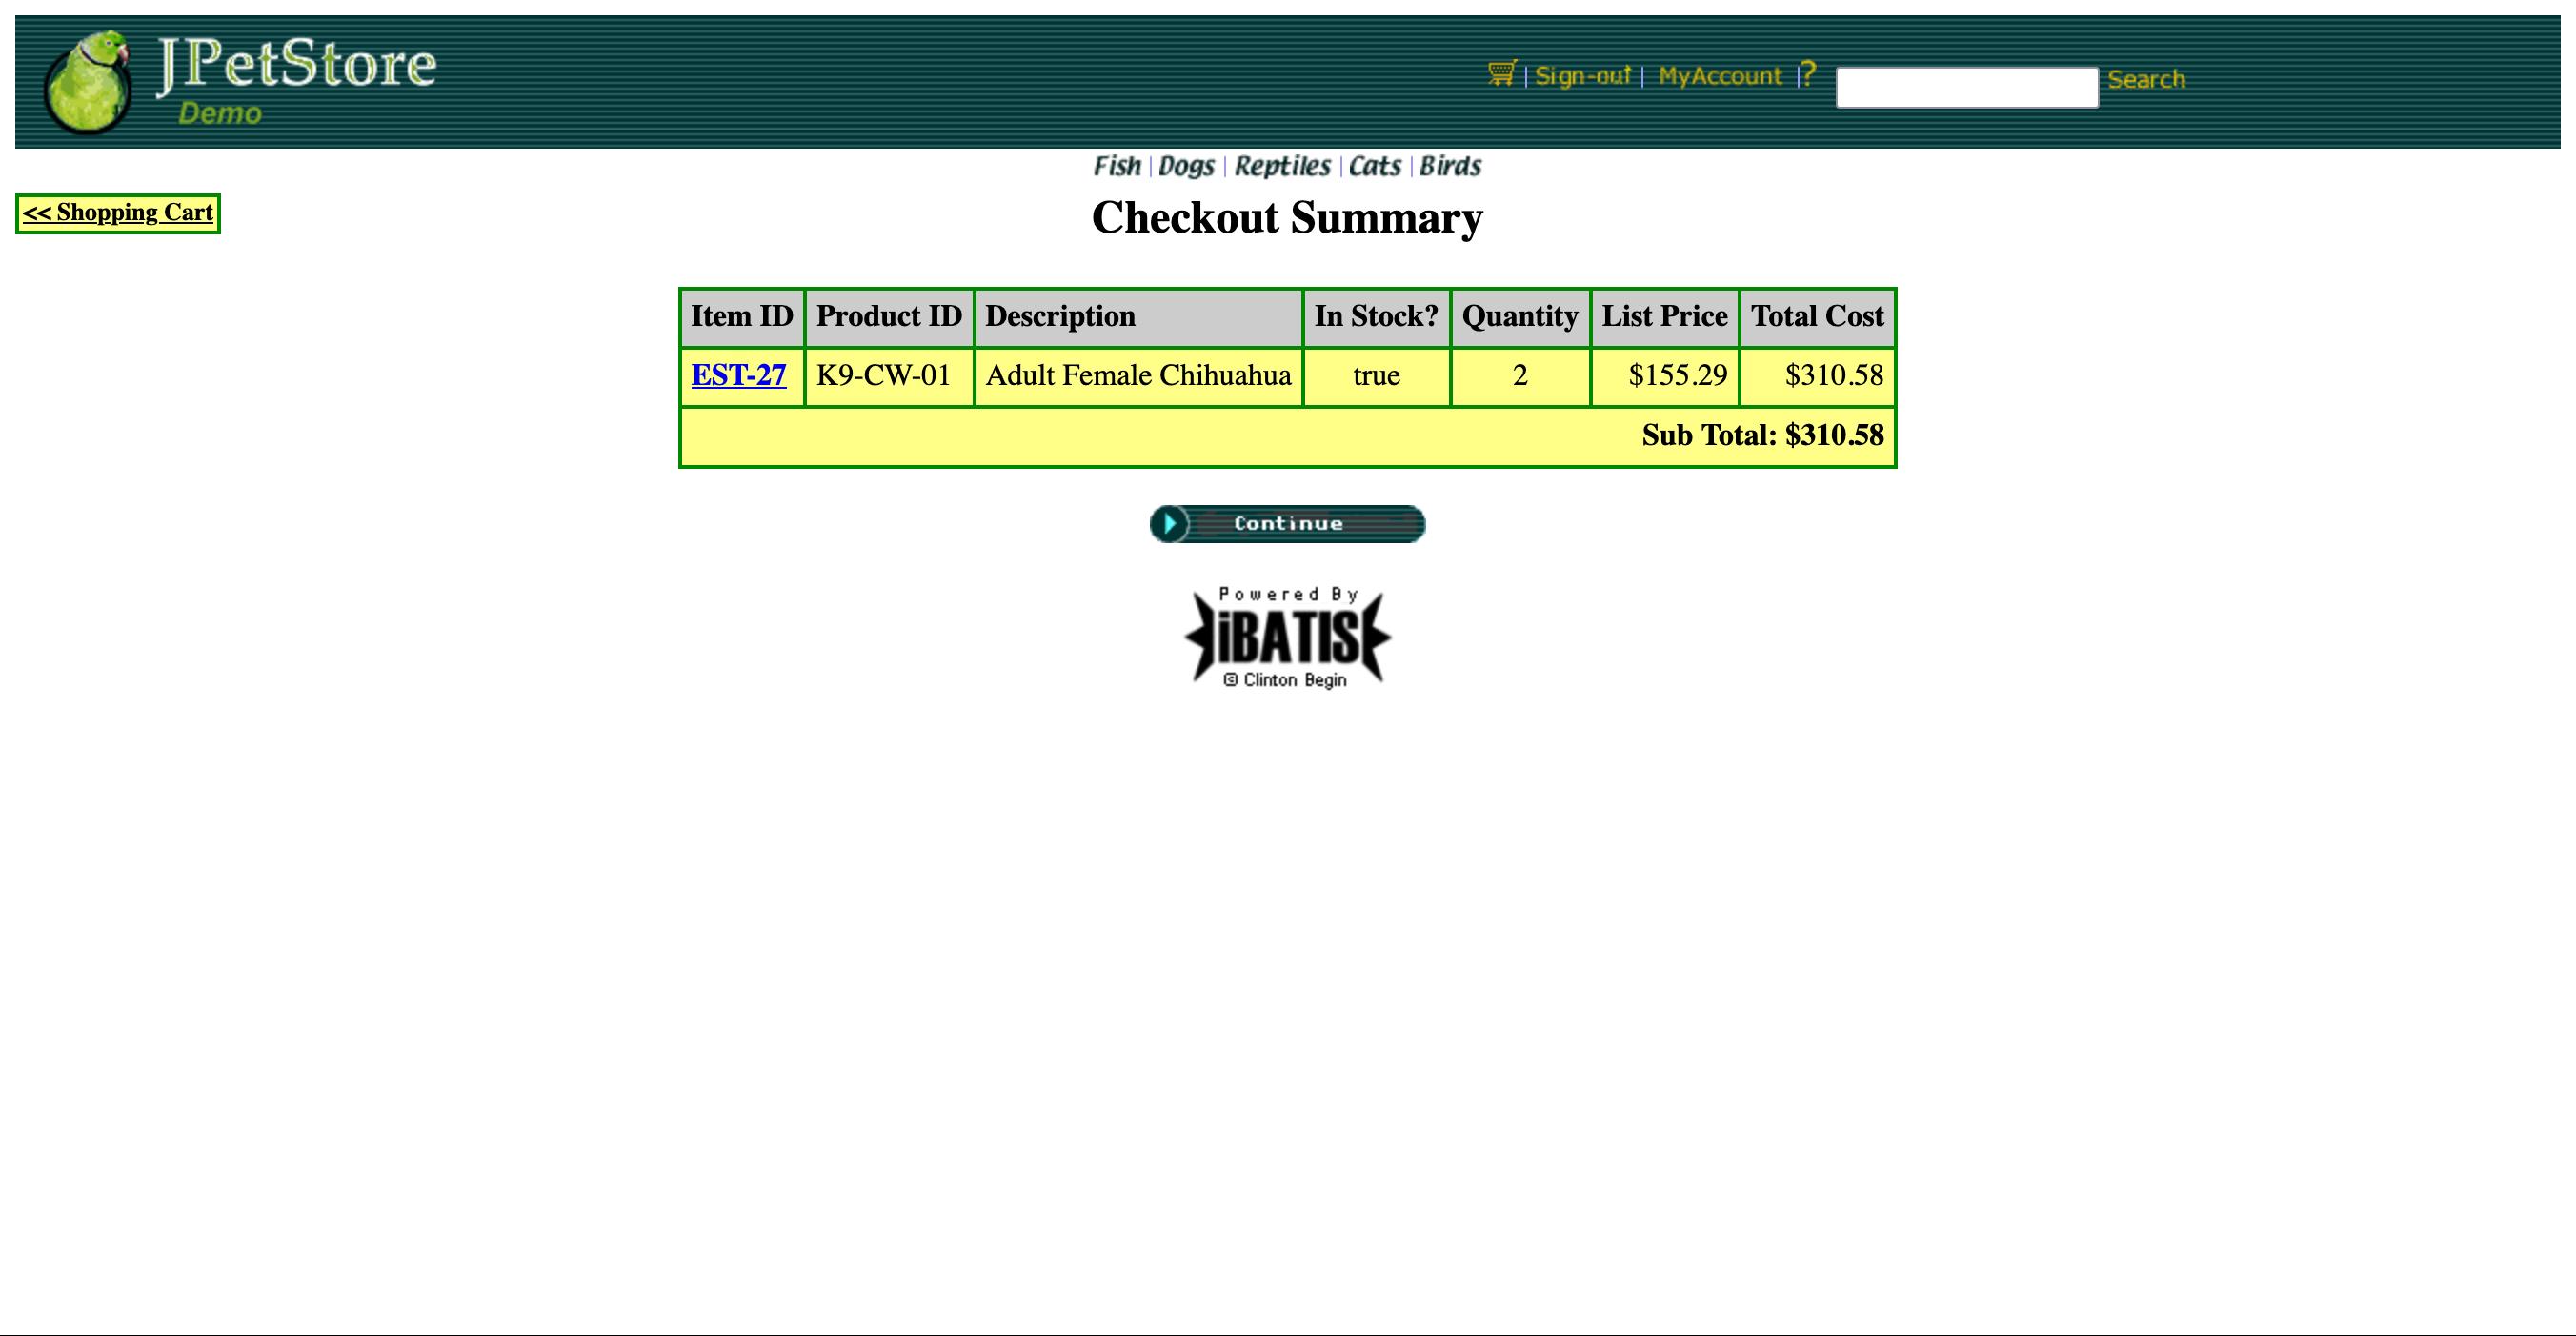 JPetStore
Demo
| Sign-out | MyAccount | ? Search
Fish | Dogs | Reptiles | Cats | Birds
<< Shopping Cart
Checkout Summary
Item ID Product ID Description In Stock? Quantity List Price Total Cost
EST-27 K9-CW-01 Adult Female Chihuahua true 2 $155.29 $310.58
Sub Total: $310.58
Continue
Powered By
iBATIS
© Clinton Begin